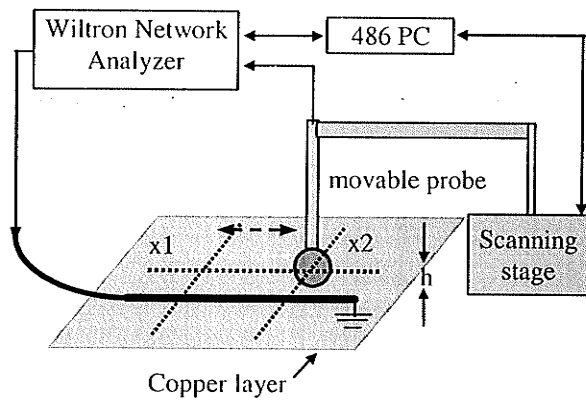 Wiltron Network
Analyzer
486 PC
movable probe
x1
x2
h
Scanning
stage
Copper layer